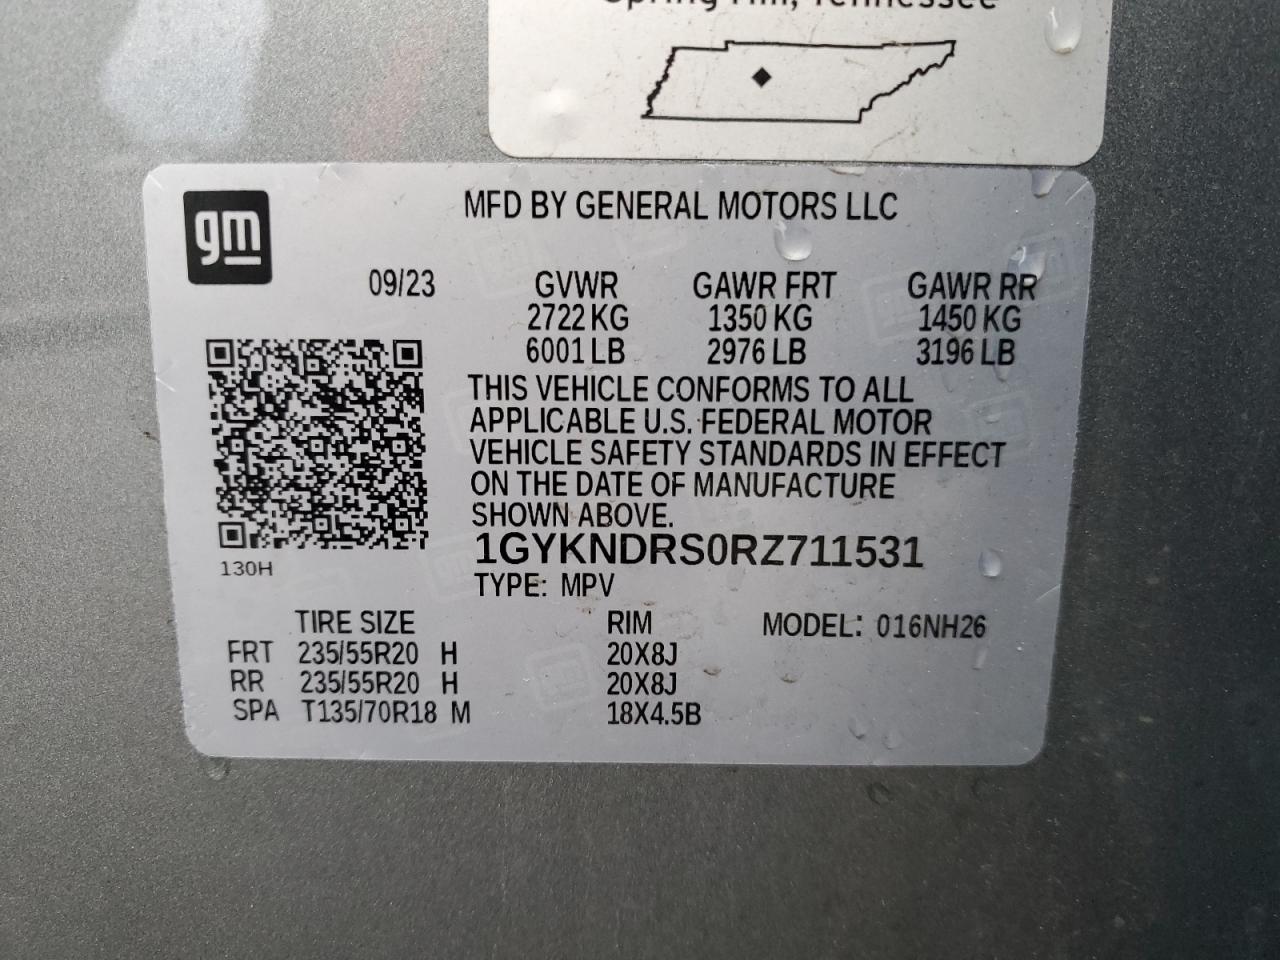 Spring Hill, Tennessee
gm
MFD BY GENERAL MOTORS LLC
09/23 GVWR GAWR FRT GAWR RR
2722 KG 1350 KG 1450 KG
6001 LB 2976 LB 3196 LB
THIS VEHICLE CONFORMS TO ALL
APPLICABLE U.S. FEDERAL MOTOR
VEHICLE SAFETY STANDARDS IN EFFECT
ON THE DATE OF MANUFACTURE
SHOWN ABOVE.
1GYKNDRS0RZ711531
130H
TYPE: MPV
TIRE SIZE RIM MODEL: 016NH26
FRT 235/55R20 H 20X8J
RR 235/55R20 H 20X8J
SPA T135/70R18 M 18X4.5B